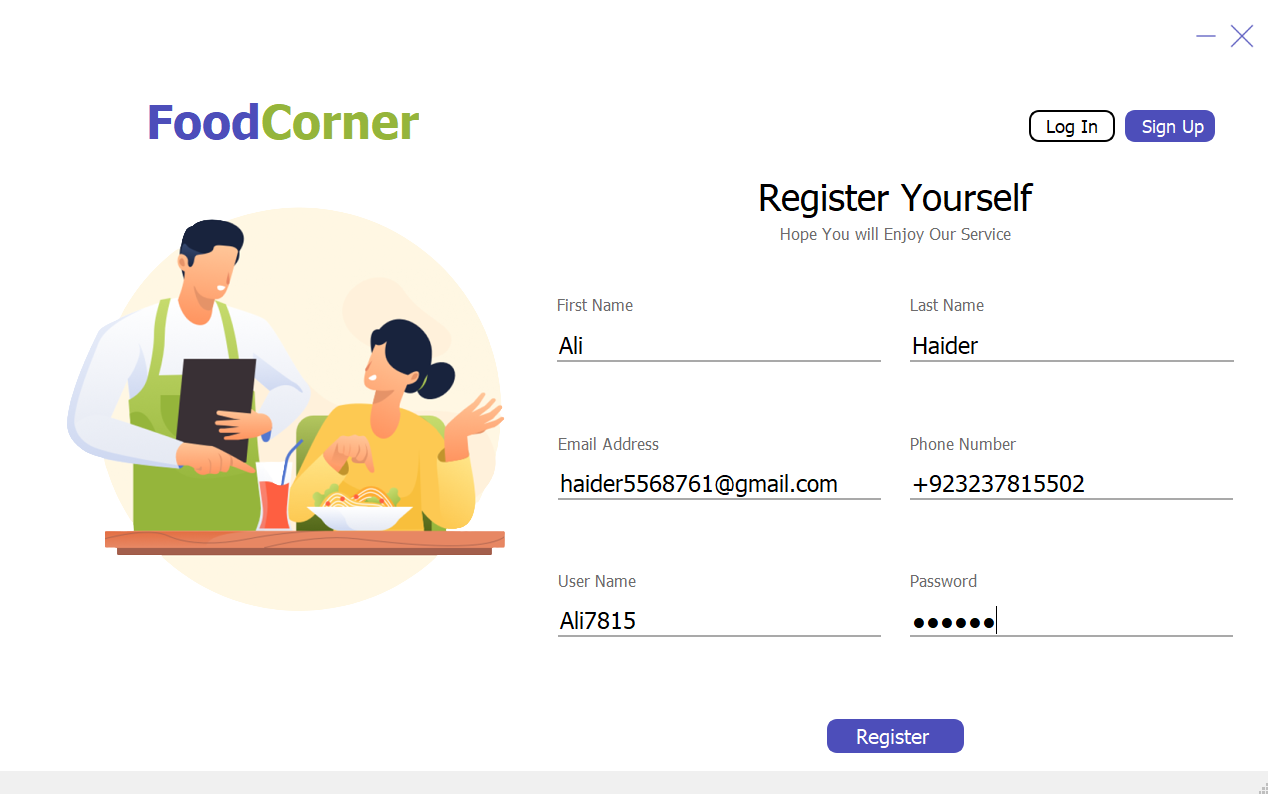 FoodCorner
Log In
Sign Up
Register Yourself
Hope You will Enjoy Our Service
First Name
Last Name
Ali
Haider
Email Address
Phone Number
haider5568761@gmail.com
+923237815502
User Name
Password
Ali7815
●●●●●●
Register